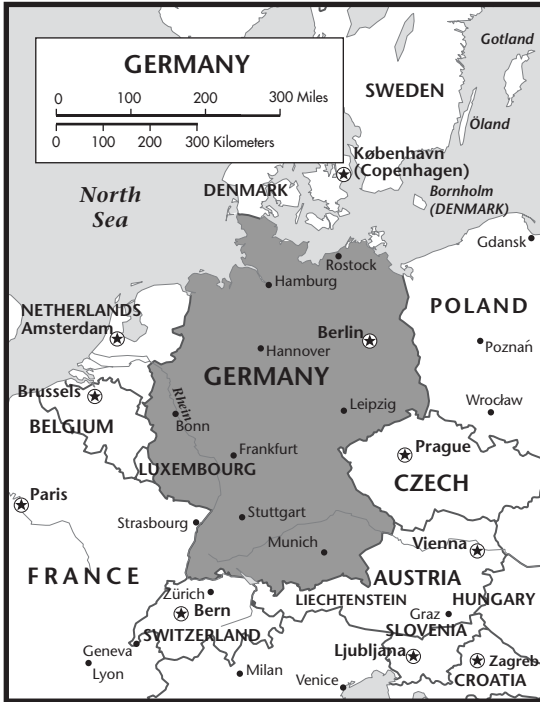 GERMANY
0 100 200 300 Miles
0 100 200 300 Kilometers
Gotland
SWEDEN
Öland
København
(Copenhagen)
North
Sea
DENMARK
Bornholm
(DENMARK)
Gdansk
Rostock
Hamburg
NETHERLANDS
Amsterdam
POLAND
Berlin
Poznań
Hannover
GERMANY
Brussels
Rhein
Leipzig
Wrocław
Bonn
BELGIUM
Frankfurt
Prague
LUXEMBOURG
CZECH
Paris
Strasbourg
Stuttgart
Munich
Vienna
FRANCE
AUSTRIA
Zürich
LIECHTENSTEIN
HUNGARY
Bern
Graz
SWITZERLAND
SLOVENIA
Geneva
Ljubljana
Lyon
Milan
Zagreb
Venice
CROATIA